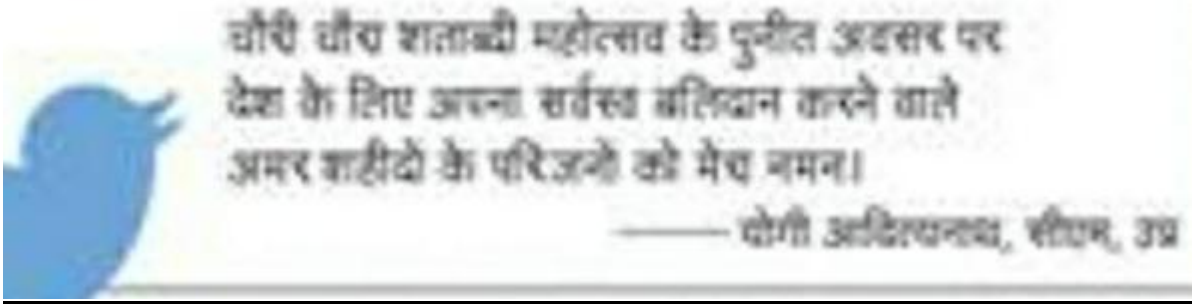 चौरी चौरा शताब्दी महोत्सव के पुनीत अवसर पर
देश के लिए अपना सर्वस्व बलिदान करने वाले
अमर शहीदों के परिजनों को मेरा नमन।
—— योगी आदित्यनाथ, सीएम, उप्र